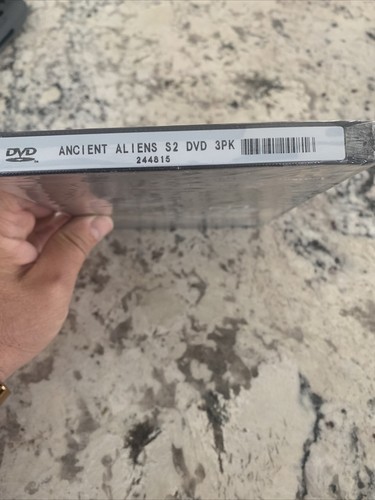 DVD
ANCIENT ALIENS S2 DVD 3PK
244815